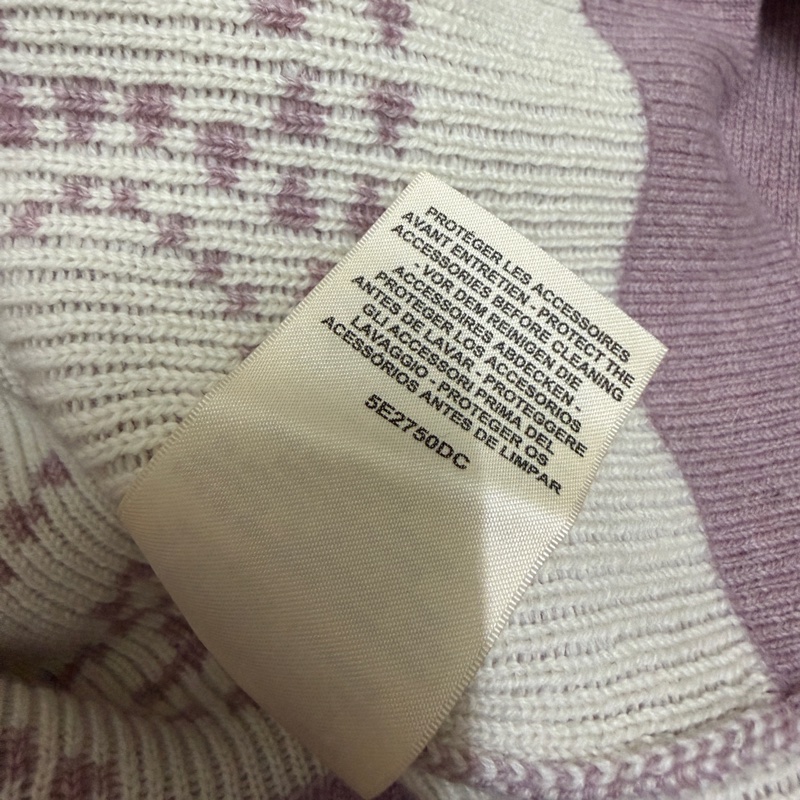 PROTÉGER LES ACCESSOIRES
AVANT ENTRETIEN - PROTECT THE
ACCESSORIES BEFORE CLEANING
- VOR DEM REINIGEN DIE
ACCESSOIRES ABDECKEN -
PROTEGER LOS ACCESORIOS
ANTES DE LAVAR - PROTEGGERE
GLI ACCESSORI PRIMA DEL
LAVAGGIO - PROTEGER OS
ACESSÓRIOS ANTES DE LIMPAR
5E2750DC